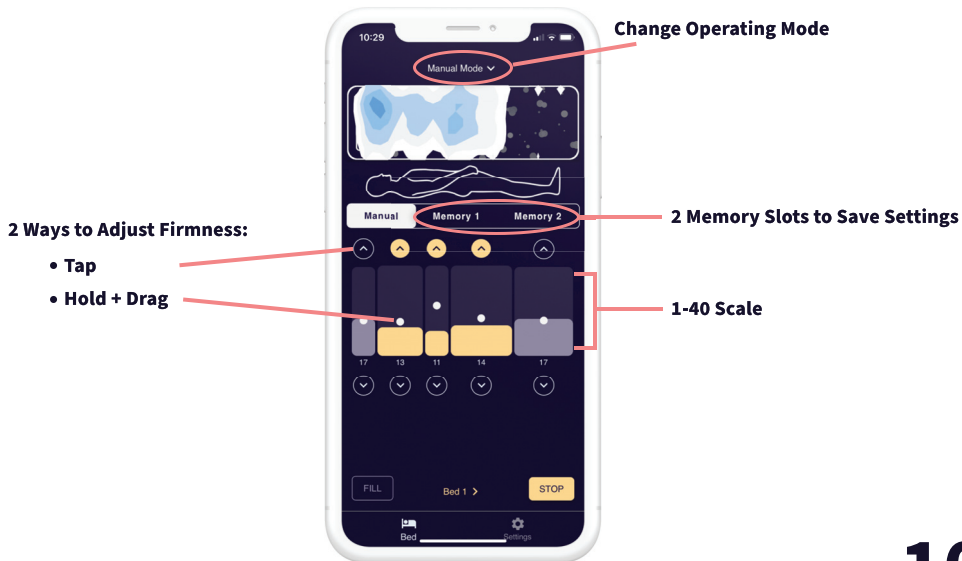 Change Operating Mode
10:29
Manual Mode
Manual Memory 1 Memory 2
2 Memory Slots to Save Settings
2 Ways to Adjust Firmness:
• Tap
• Hold + Drag
1-40 Scale
17 13 11 14 17
FILL
Bed 1
STOP
Bed
Settings